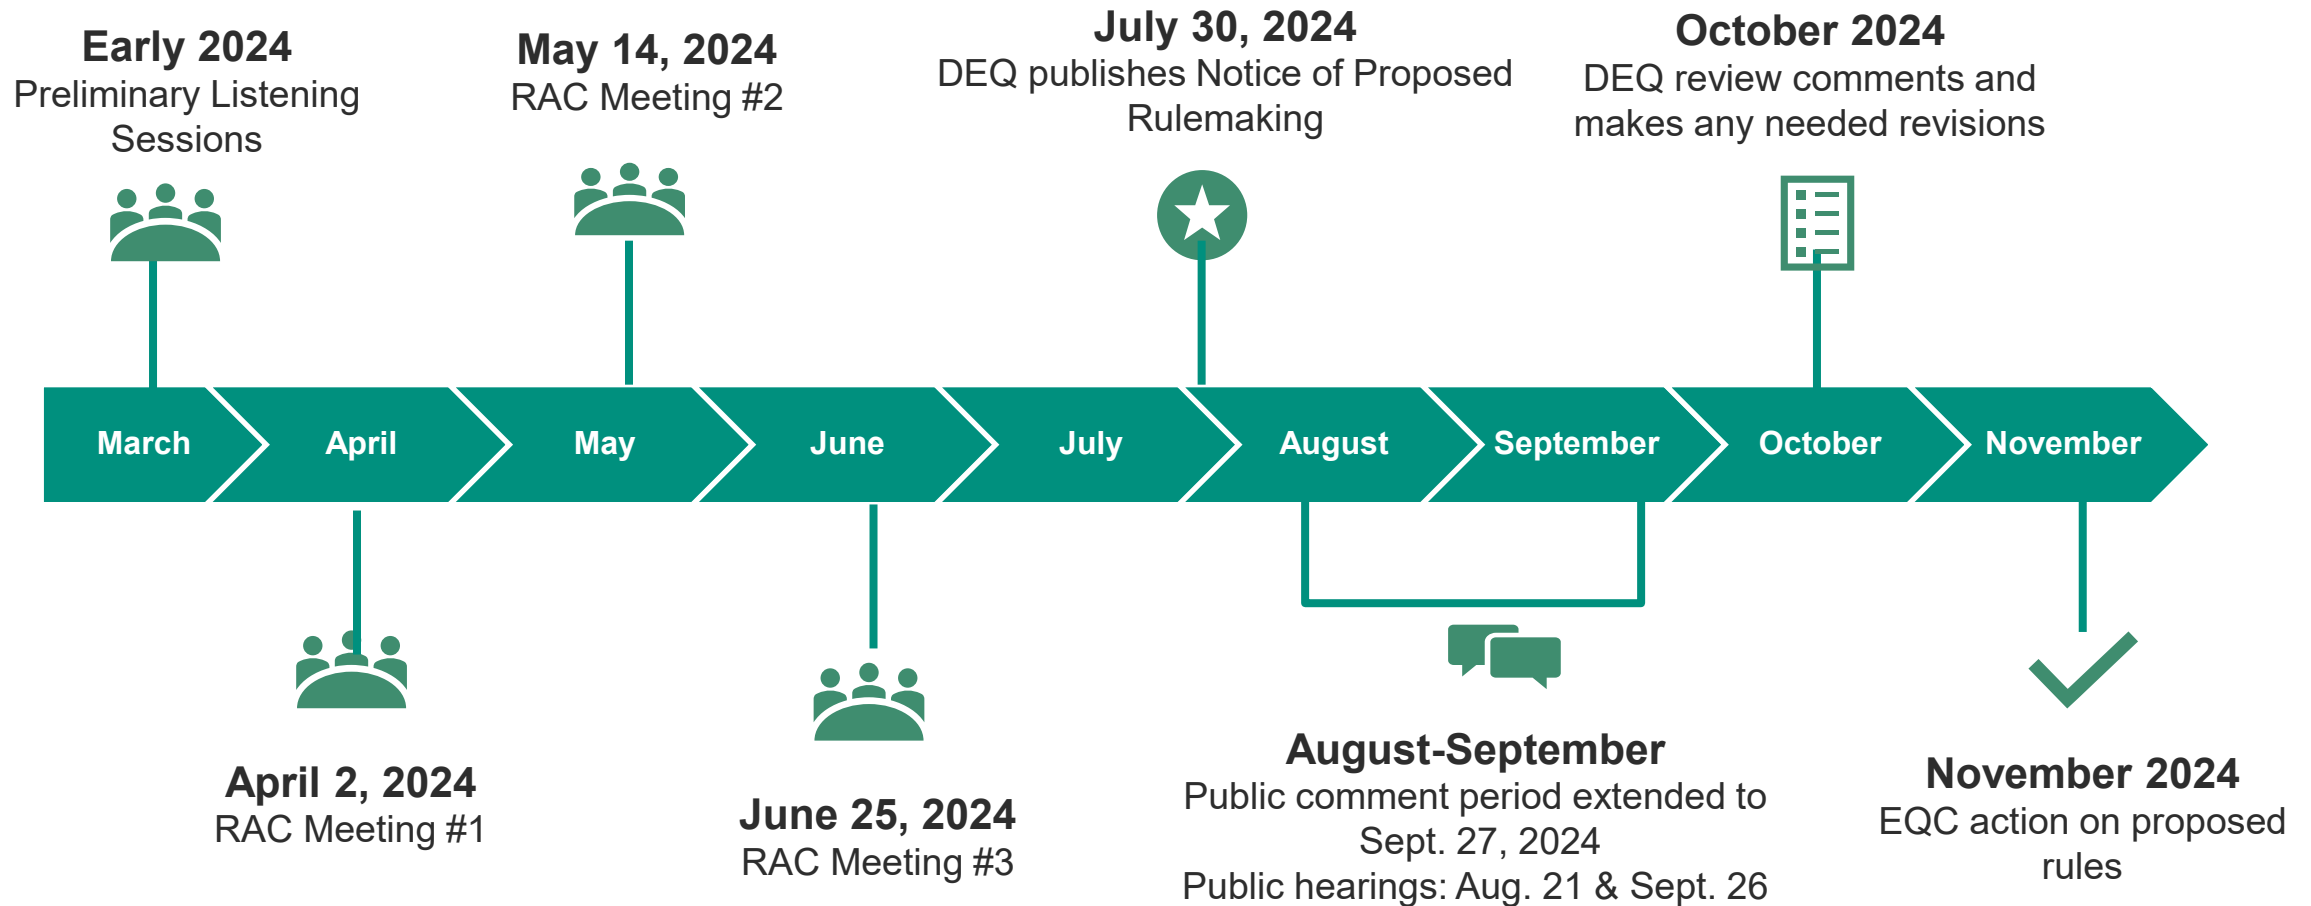 Early 2024
Preliminary Listening
Sessions
May 14, 2024
RAC Meeting #2
July 30, 2024
DEQ publishes Notice of Proposed
Rulemaking
October 2024
DEQ review comments and
makes any needed revisions
March
April
May
June
July
August
September
October
November
April 2, 2024
RAC Meeting #1
June 25, 2024
RAC Meeting #3
August-September
Public comment period extended to
Sept. 27, 2024
Public hearings: Aug. 21 & Sept. 26
November 2024
EQC action on proposed
rules